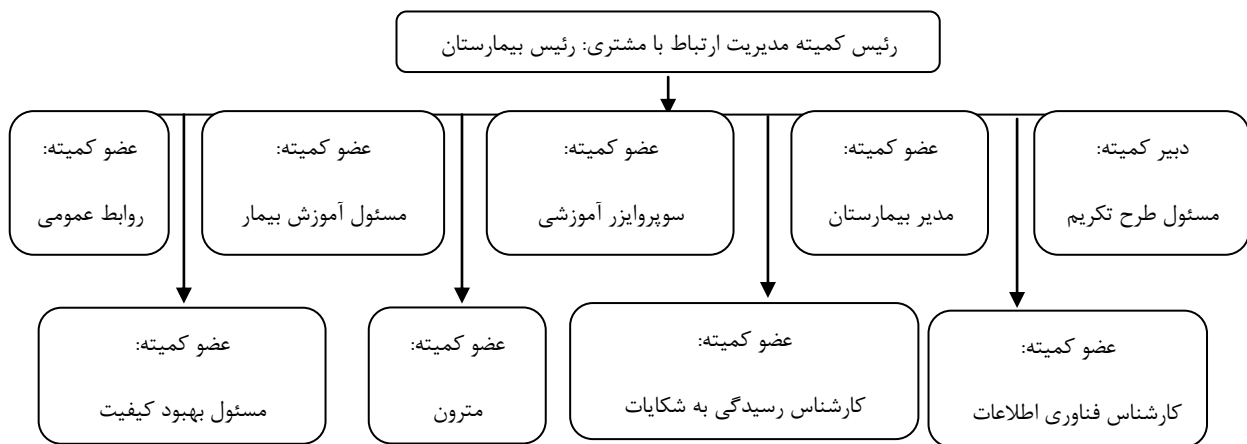 رئیس کمیته مدیریت ارتباط با مشتری: رئیس بیمارستان
دبیر کمیته:
مسئول طرح تکریم
عضو کمیته:
مدیر بیمارستان
عضو کمیته:
سوپروایزر آموزشی
عضو کمیته:
مسئول آموزش بیمار
عضو کمیته:
روابط عمومی
عضو کمیته:
کارشناس فناوری اطلاعات
عضو کمیته:
کارشناس رسیدگی به شکایات
عضو کمیته:
مترون
عضو کمیته:
مسئول بهبود کیفیت